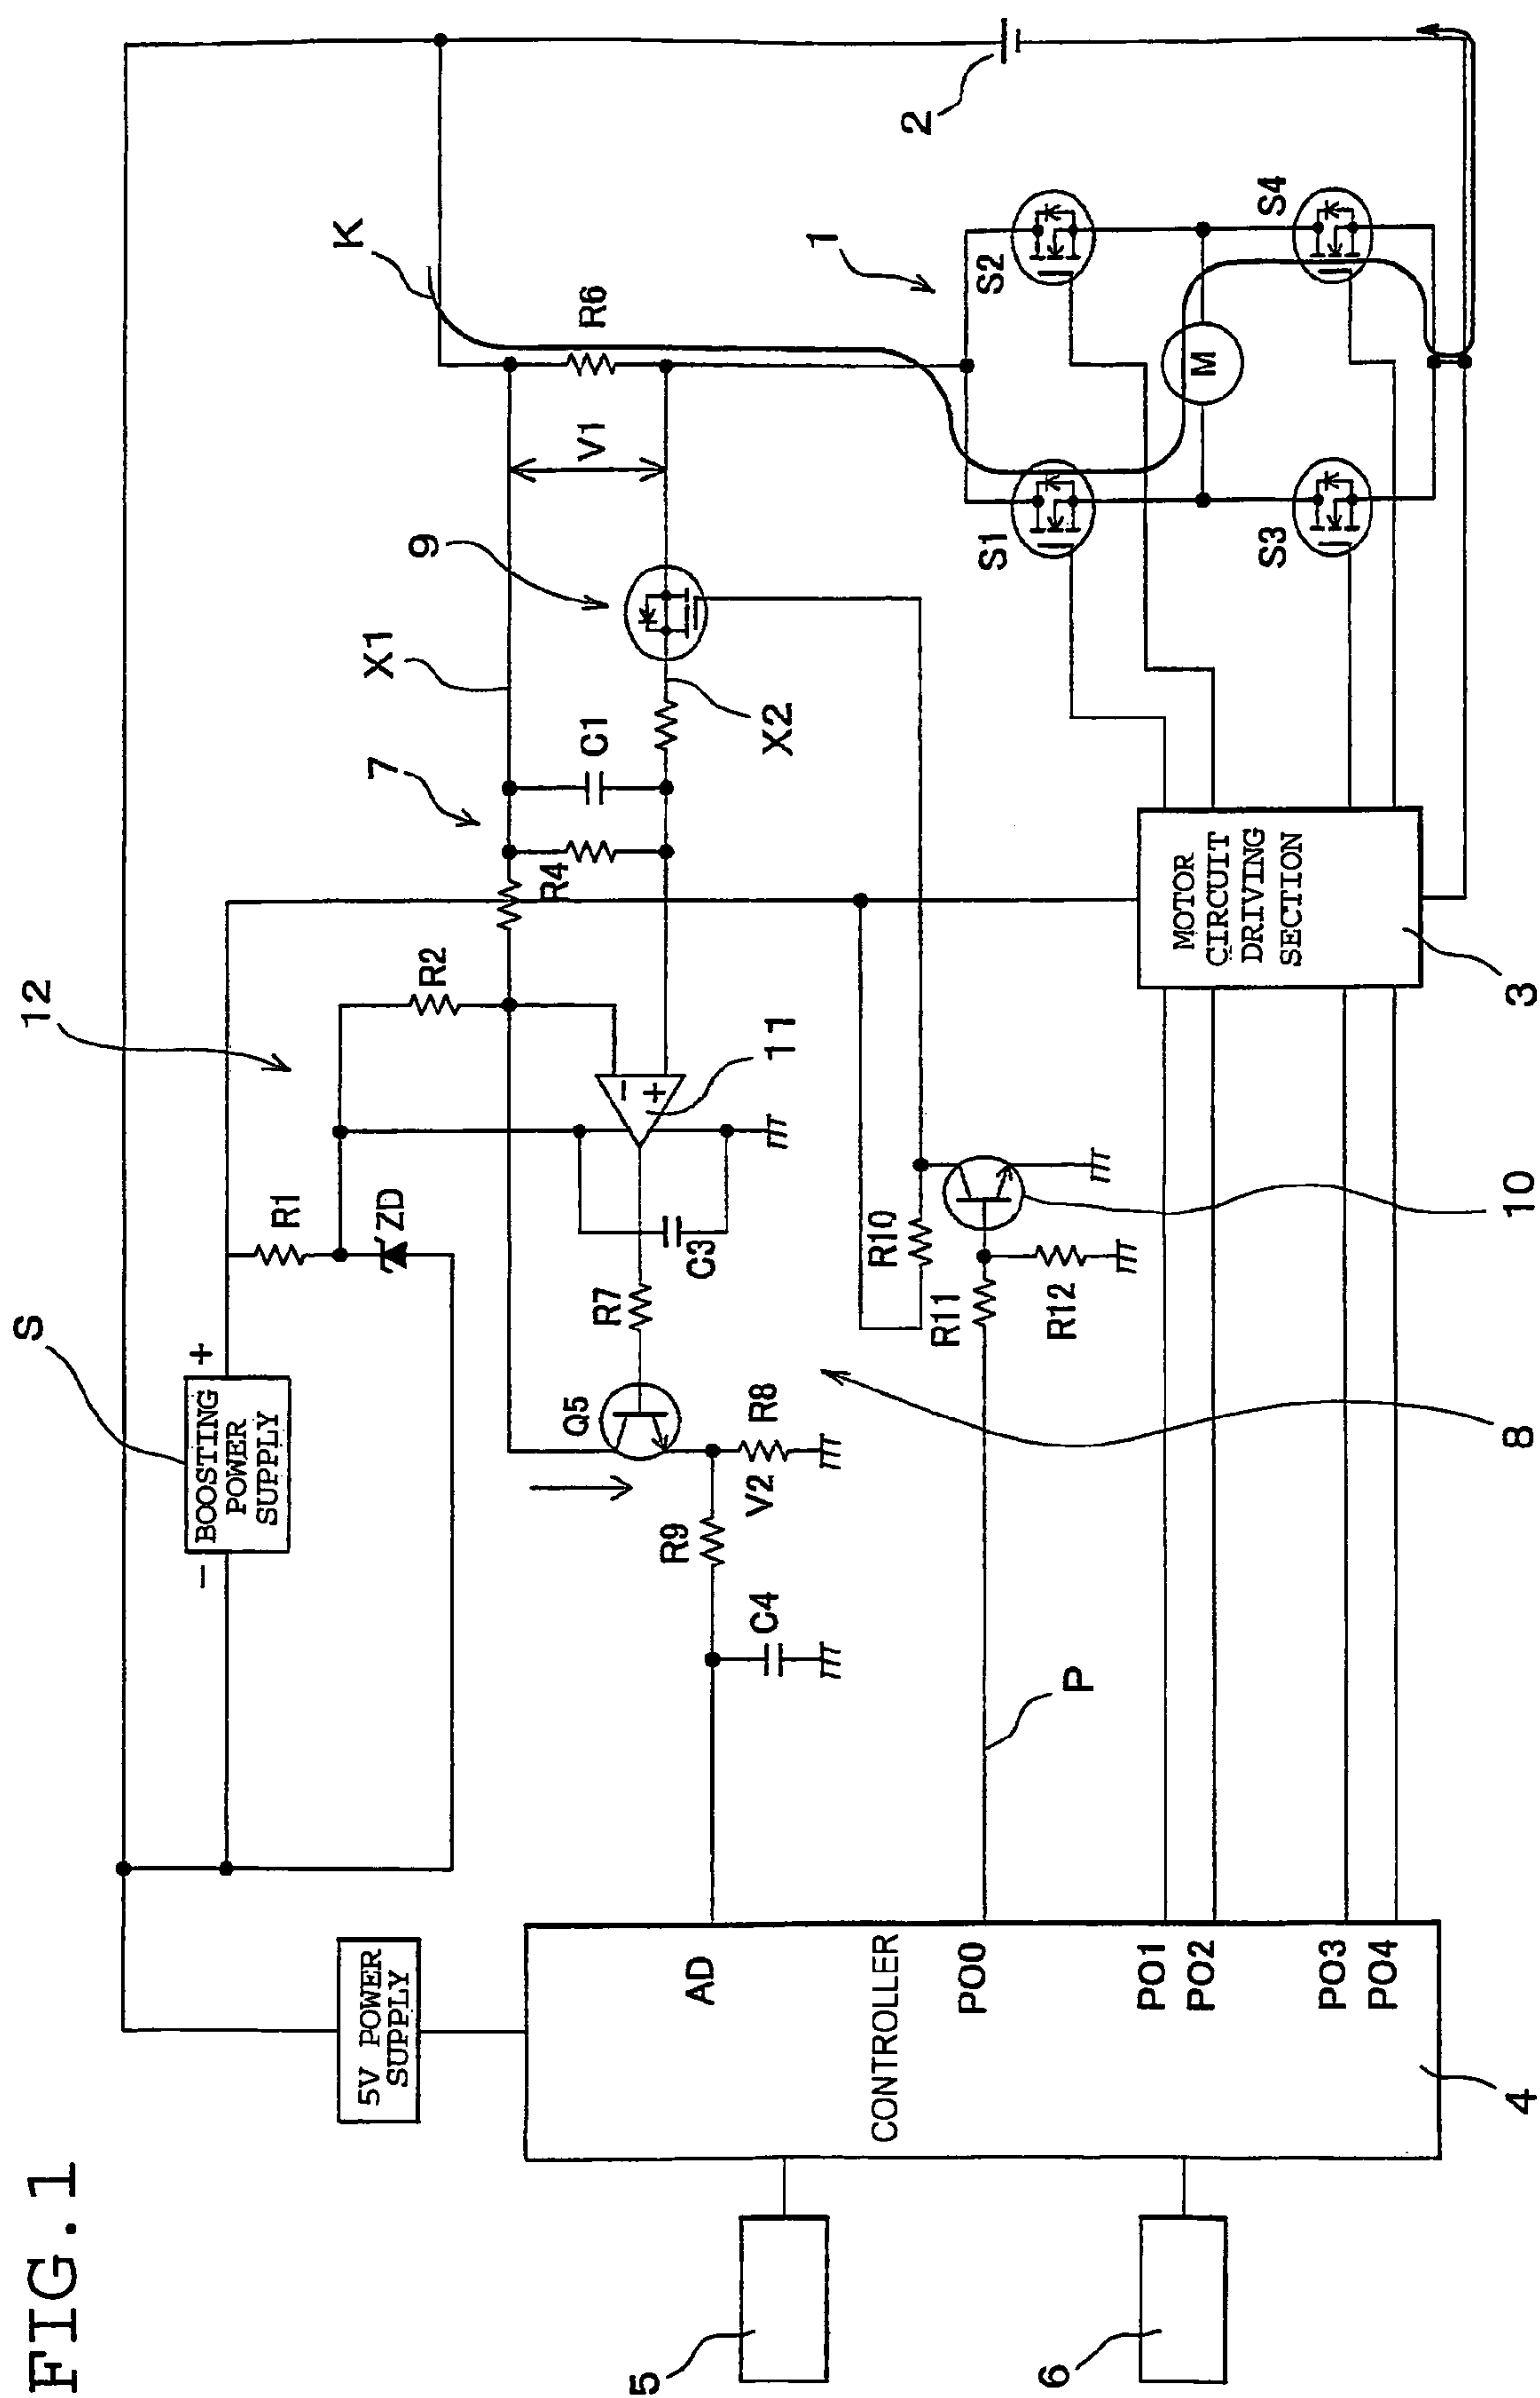 FIG.1
S
12
BOOSTING
POWER
SUPPLY
−
+
R1
ZD
R2
5V POWER
SUPPLY
K
X1
7
C1
R4
9
V1
R6
X2
2
Q5
R7
C3
−
+
11
R9
V2
R8
C4
8
R10
R11
R12
10
P
1
S1
S2
S3
S4
M
MOTOR
CIRCUIT
DRIVING
SECTION
3
AD
CONTROLLER
PO0
PO1
PO2
PO3
PO4
4
5
6